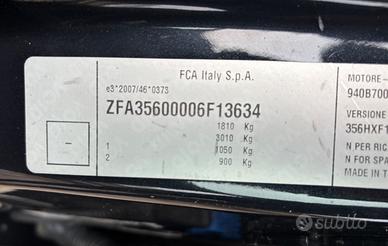 FCA Italy S.p.A.
e3*2007/46*0373
ZFA35600006F13634
1810 Kg
3010 Kg
1 1050 Kg
2 900 Kg
-
MOTORE -
940B700
VERSIONE
356HXF1
N PER RIC
N FOR SPA
MADE IN T
subito